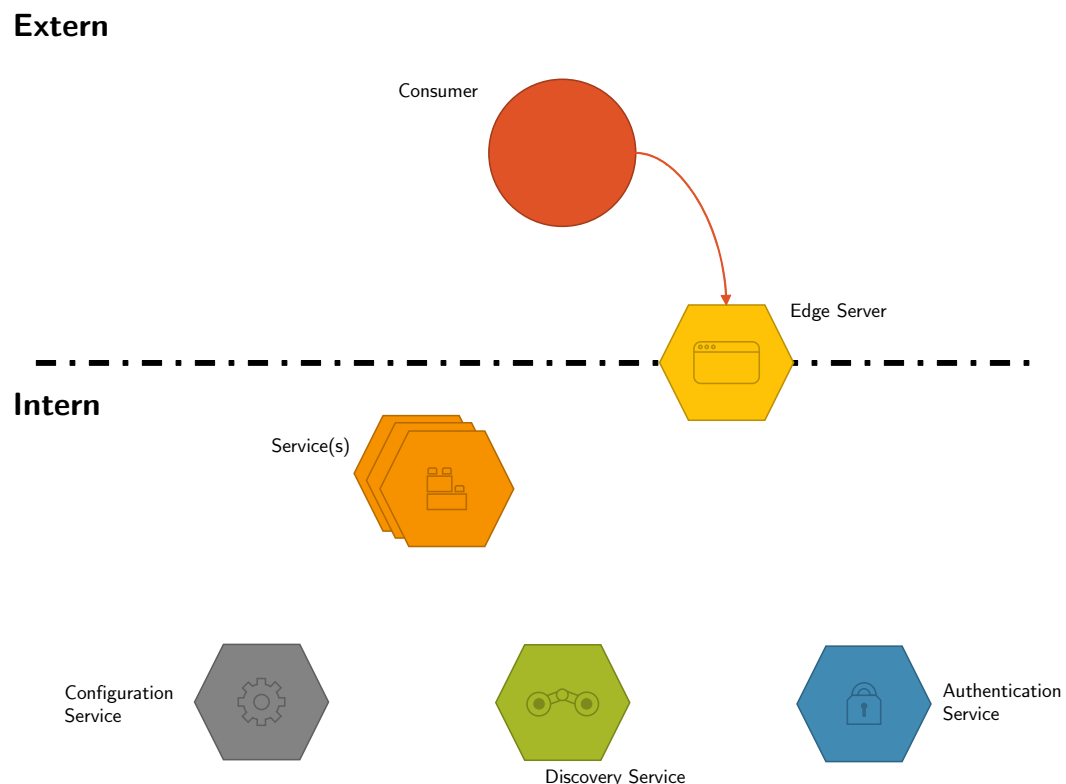 Extern
Consumer
Edge Server
Intern
Service(s)
Configuration
Service
Discovery Service
Authentication
Service